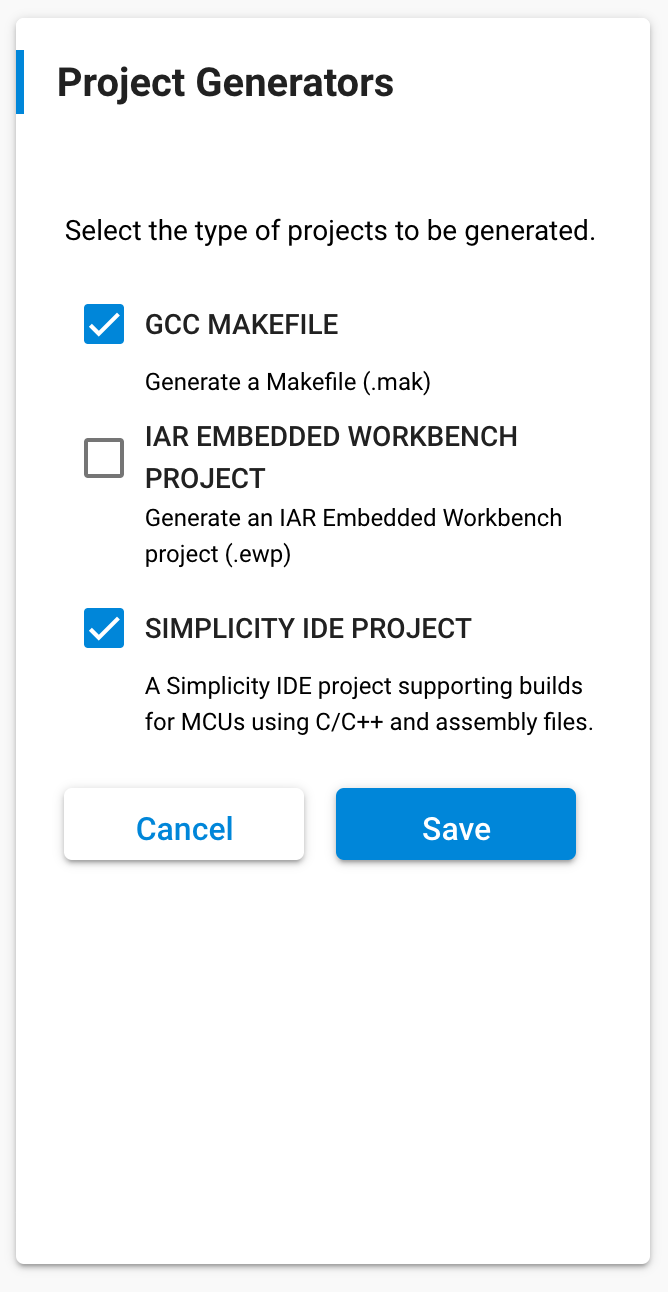 Project Generators
Select the type of projects to be generated.
GCC MAKEFILE
Generate a Makefile (.mak)
IAR EMBEDDED WORKBENCH
PROJECT
Generate an IAR Embedded Workbench
project (.ewp)
SIMPLICITY IDE PROJECT
A Simplicity IDE project supporting builds
for MCUs using C/C++ and assembly files.
Cancel
Save